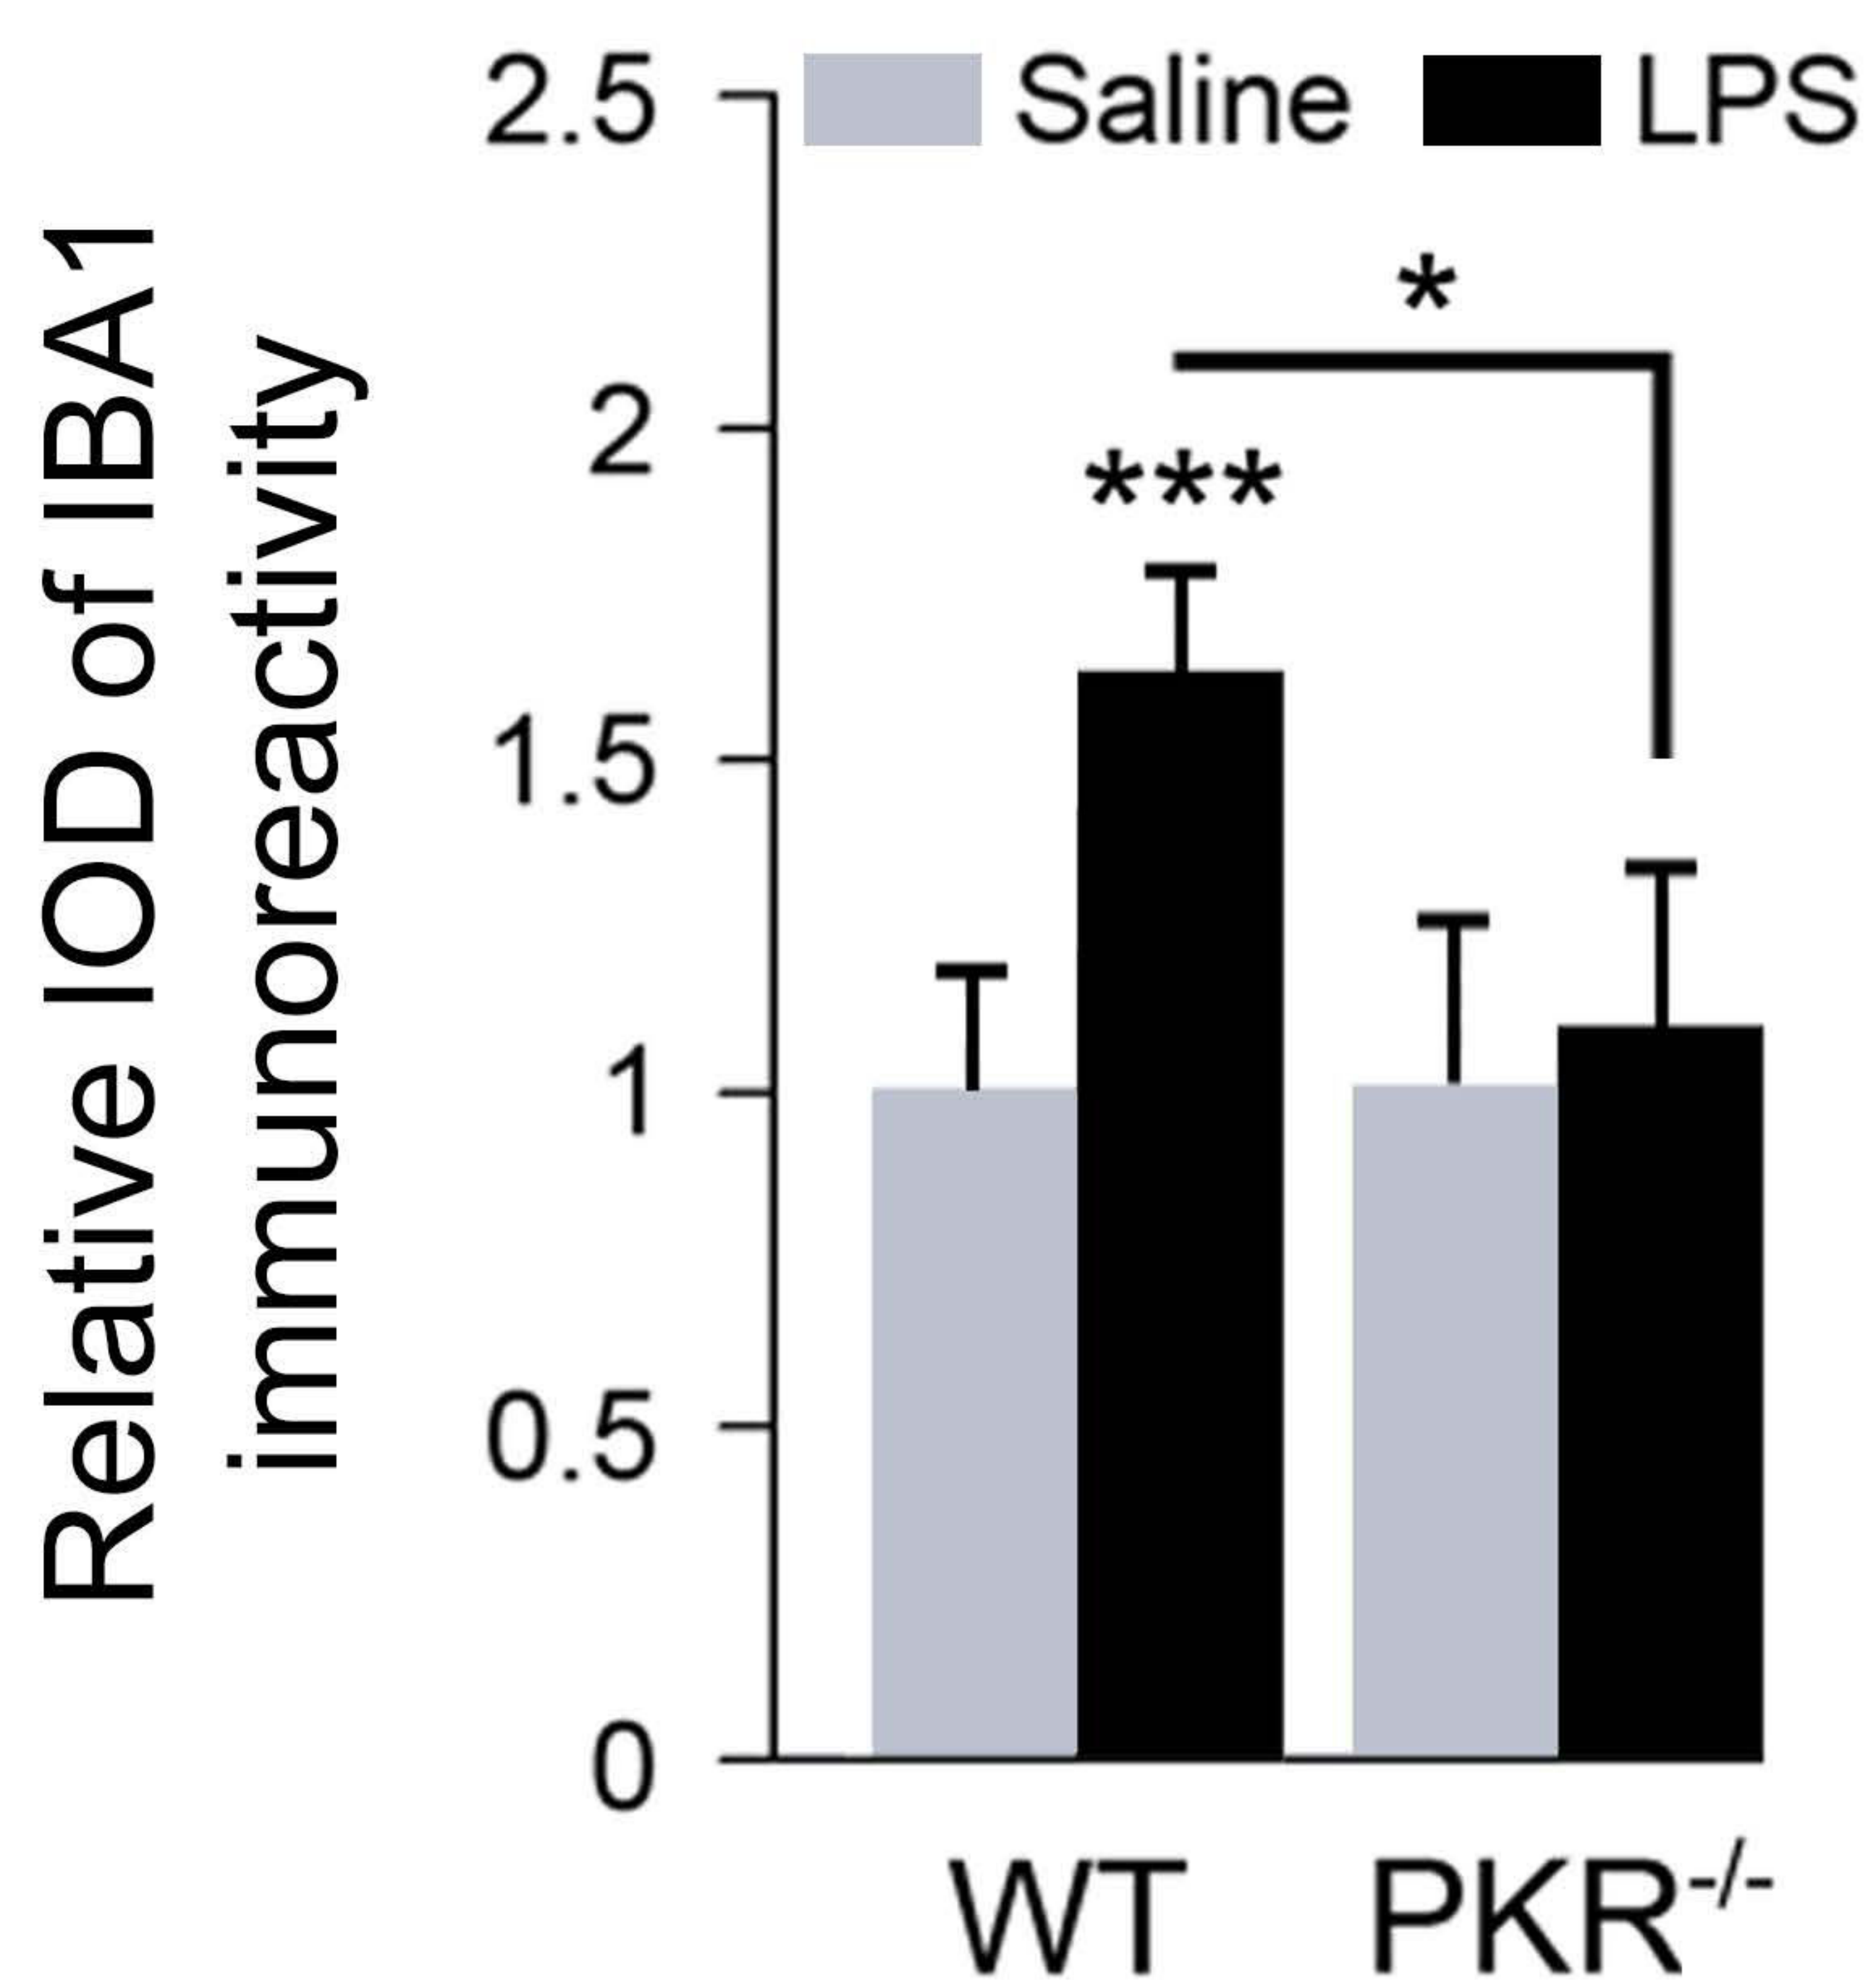 Relative IOD of IBA1
immunoreactivity
2.5
2
1.5
1
0.5
0
Saline LPS
*
***
WT PKR-/-